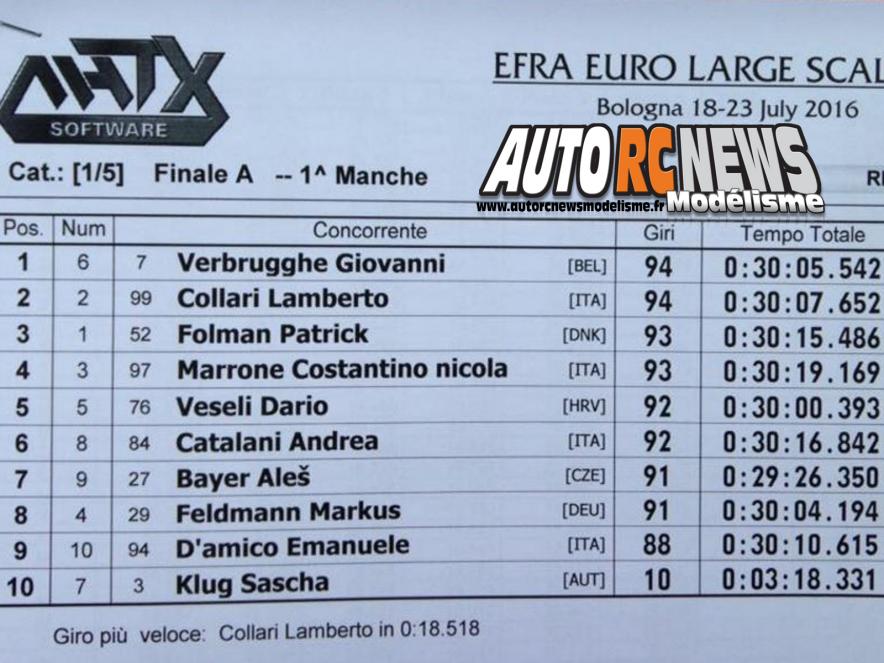 MATX
SOFTWARE
EFRA EURO LARGE SCAL
Bologna 18-23 July 2016
AUTO RC NEWS
www.autorcnewsmodelisme.fr Modélisme
Cat.: [1/5] Finale A -- 1^ Manche
Pos. Num Concorrente Giri Tempo Totale
1 6 7 Verbrugghe Giovanni [BEL] 94 0:30:05.542
2 2 99 Collari Lamberto [ITA] 94 0:30:07.652
3 1 52 Folman Patrick [DNK] 93 0:30:15.486
4 3 97 Marrone Costantino nicola [ITA] 93 0:30:19.169
5 5 76 Veseli Dario [HRV] 92 0:30:00.393
6 8 84 Catalani Andrea [ITA] 92 0:30:16.842
7 9 27 Bayer Aleš [CZE] 91 0:29:26.350
8 4 29 Feldmann Markus [DEU] 91 0:30:04.194
9 10 94 D'amico Emanuele [ITA] 88 0:30:10.615
10 7 3 Klug Sascha [AUT] 10 0:03:18.331
Giro più veloce: Collari Lamberto in 0:18.518